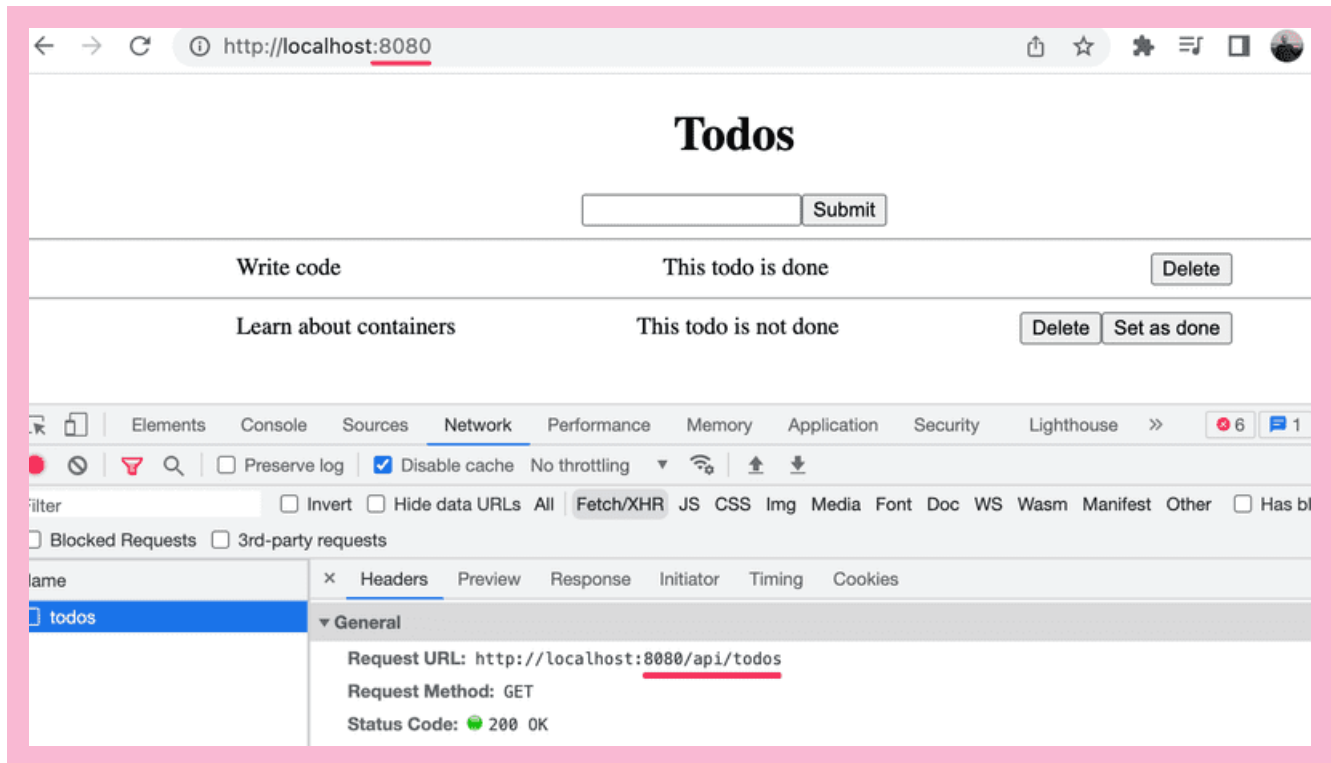 http://localhost:8080
Todos
Submit
Write code This todo is done Delete
Learn about containers This todo is not done Delete Set as done
Elements Console Sources Network Performance Memory Application Security Lighthouse » 6 1
Preserve log Disable cache No throttling
Filter Invert Hide data URLs All Fetch/XHR JS CSS Img Media Font Doc WS Wasm Manifest Other Has bl
Blocked Requests 3rd-party requests
lame × Headers Preview Response Initiator Timing Cookies
todos General
Request URL: http://localhost:8080/api/todos
Request Method: GET
Status Code: 200 OK